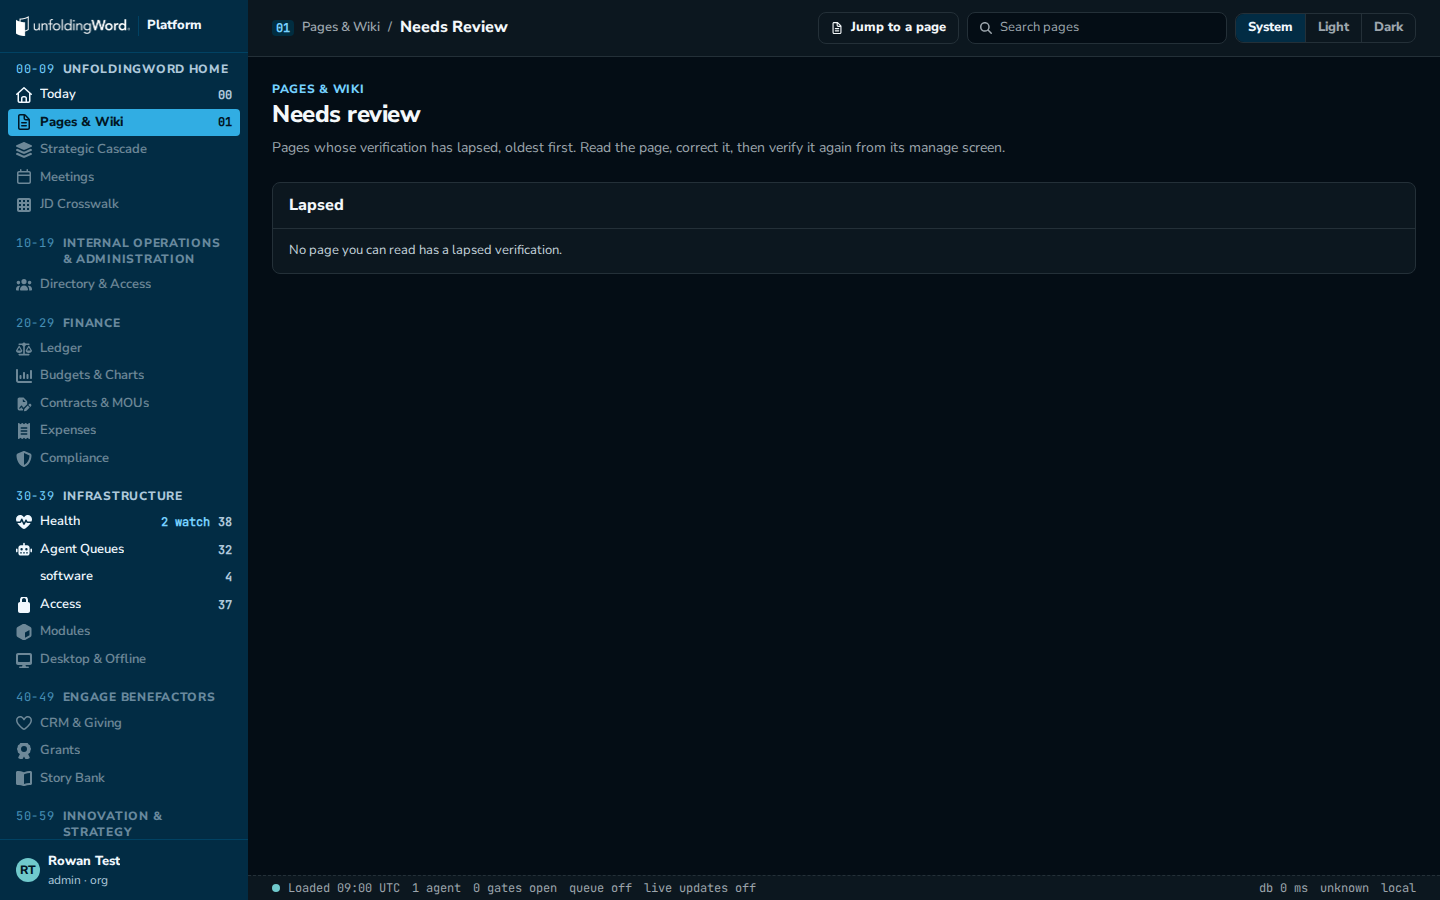 unfoldingWord Platform
00-09 UNFOLDINGWORD HOME
Today 00
Pages & Wiki 01
Strategic Cascade
Meetings
JD Crosswalk
10-19 INTERNAL OPERATIONS
& ADMINISTRATION
Directory & Access
20-29 FINANCE
Ledger
Budgets & Charts
Contracts & MOUs
Expenses
Compliance
30-39 INFRASTRUCTURE
Health 2 watch 38
Agent Queues 32
software 4
Access 37
Modules
Desktop & Offline
40-49 ENGAGE BENEFACTORS
CRM & Giving
Grants
Story Bank
50-59 INNOVATION &
STRATEGY
RT Rowan Test
admin · org
01 Pages & Wiki / Needs Review
Jump to a page
Search pages
System Light Dark
PAGES & WIKI
Needs review
Pages whose verification has lapsed, oldest first. Read the page, correct it, then verify it again from its manage screen.
Lapsed
No page you can read has a lapsed verification.
Loaded 09:00 UTC 1 agent 0 gates open queue off live updates off
db 0 ms unknown local